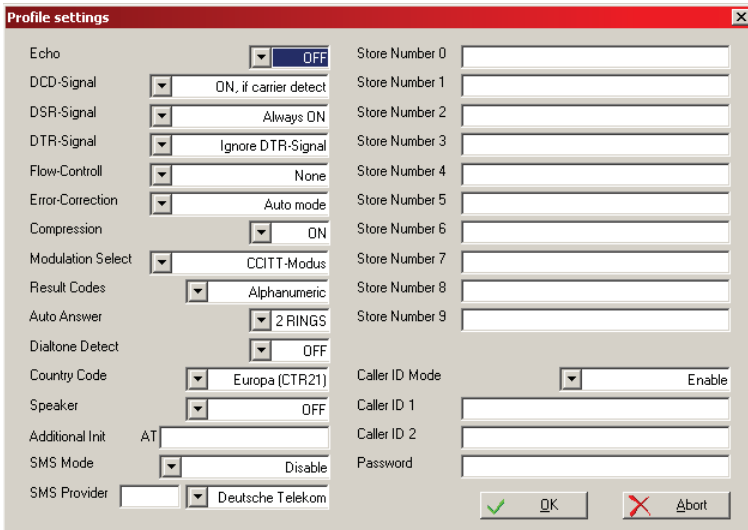 Profile settings
Echo OFF
DCD-Signal ON, if carrier detect
DSR-Signal Always ON
DTR-Signal Ignore DTR-Signal
Flow-Controll None
Error-Correction Auto mode
Compression ON
Modulation Select CCITT-Modus
Result Codes Alphanumeric
Auto Answer 2 RINGS
Dialtone Detect OFF
Country Code Europa (CTR21)
Speaker OFF
Additional Init AT
SMS Mode Disable
SMS Provider Deutsche Telekom
Store Number 0
Store Number 1
Store Number 2
Store Number 3
Store Number 4
Store Number 5
Store Number 6
Store Number 7
Store Number 8
Store Number 9
Caller ID Mode Enable
Caller ID 1
Caller ID 2
Password
OK Abort